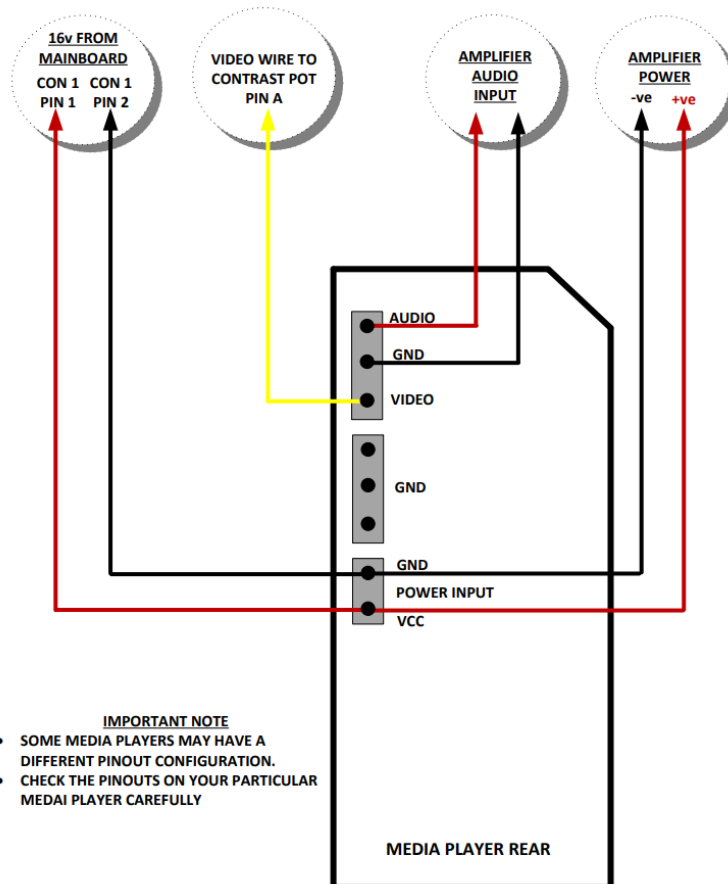 16v FROM
MAINBOARD
CON 1 CON 1
PIN 1 PIN 2
VIDEO WIRE TO
CONTRAST POT
PIN A
AMPLIFIER
AUDIO
INPUT
AMPLIFIER
POWER
-ve +ve
AUDIO
GND
VIDEO
GND
GND
POWER INPUT
VCC
IMPORTANT NOTE
• SOME MEDIA PLAYERS MAY HAVE A
DIFFERENT PINOUT CONFIGURATION.
• CHECK THE PINOUTS ON YOUR PARTICULAR
MEDAI PLAYER CAREFULLY
MEDIA PLAYER REAR